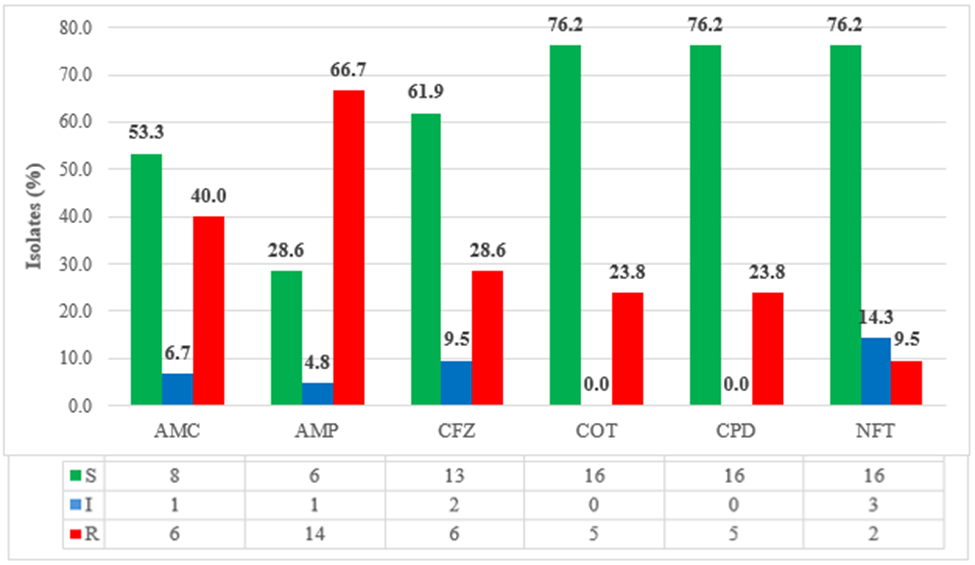 80.0
70.0
60.0
50.0
40.0
30.0
20.0
10.0
0.0
Isolates (%)
53.3 6.7 40.0
28.6 4.8 66.7
61.9 9.5 28.6
76.2 0.0 23.8
76.2 0.0 23.8
76.2 14.3 9.5
AMC AMP CFZ COT CPD NFT
S 8 6 13 16 16 16
I 1 1 2 0 0 3
R 6 14 6 5 5 2